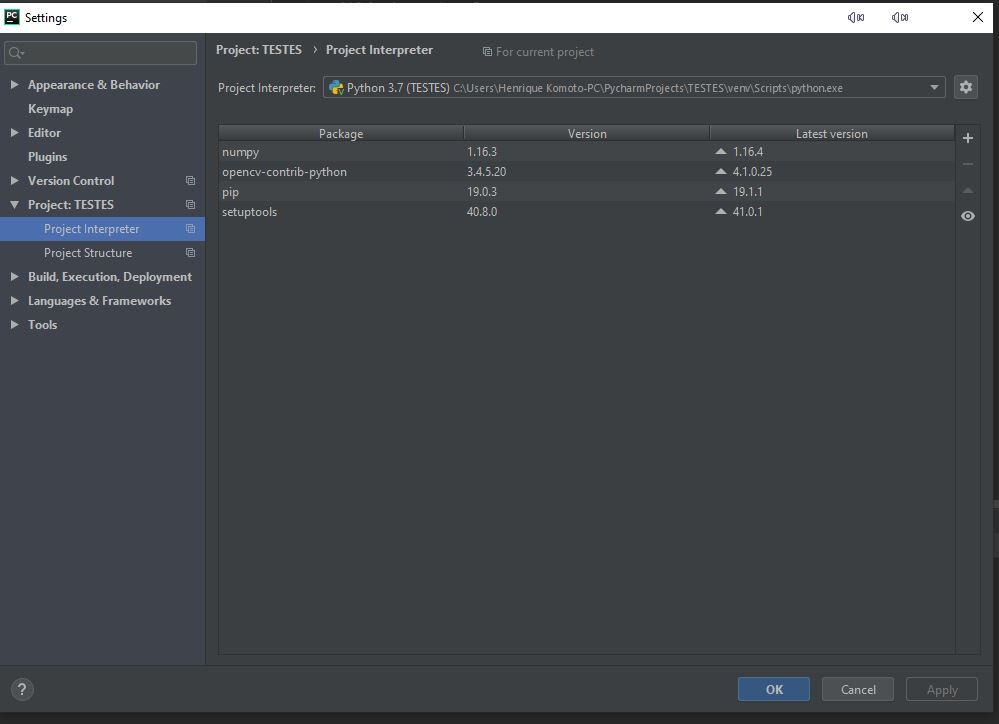 PC Settings
Project: TESTES › Project Interpreter For current project
Appearance & Behavior
Keymap
Editor
Plugins
Version Control
Project: TESTES
Project Interpreter
Project Structure
Build, Execution, Deployment
Languages & Frameworks
Tools
Project Interpreter: Python 3.7 (TESTES) C:\Users\Henrique Komoto-PC\PycharmProjects\TESTES\venv\Scripts\python.exe
Package Version Latest version
numpy 1.16.3 1.16.4
opencv-contrib-python 3.4.5.20 4.1.0.25
pip 19.0.3 19.1.1
setuptools 40.8.0 41.0.1
? OK Cancel Apply